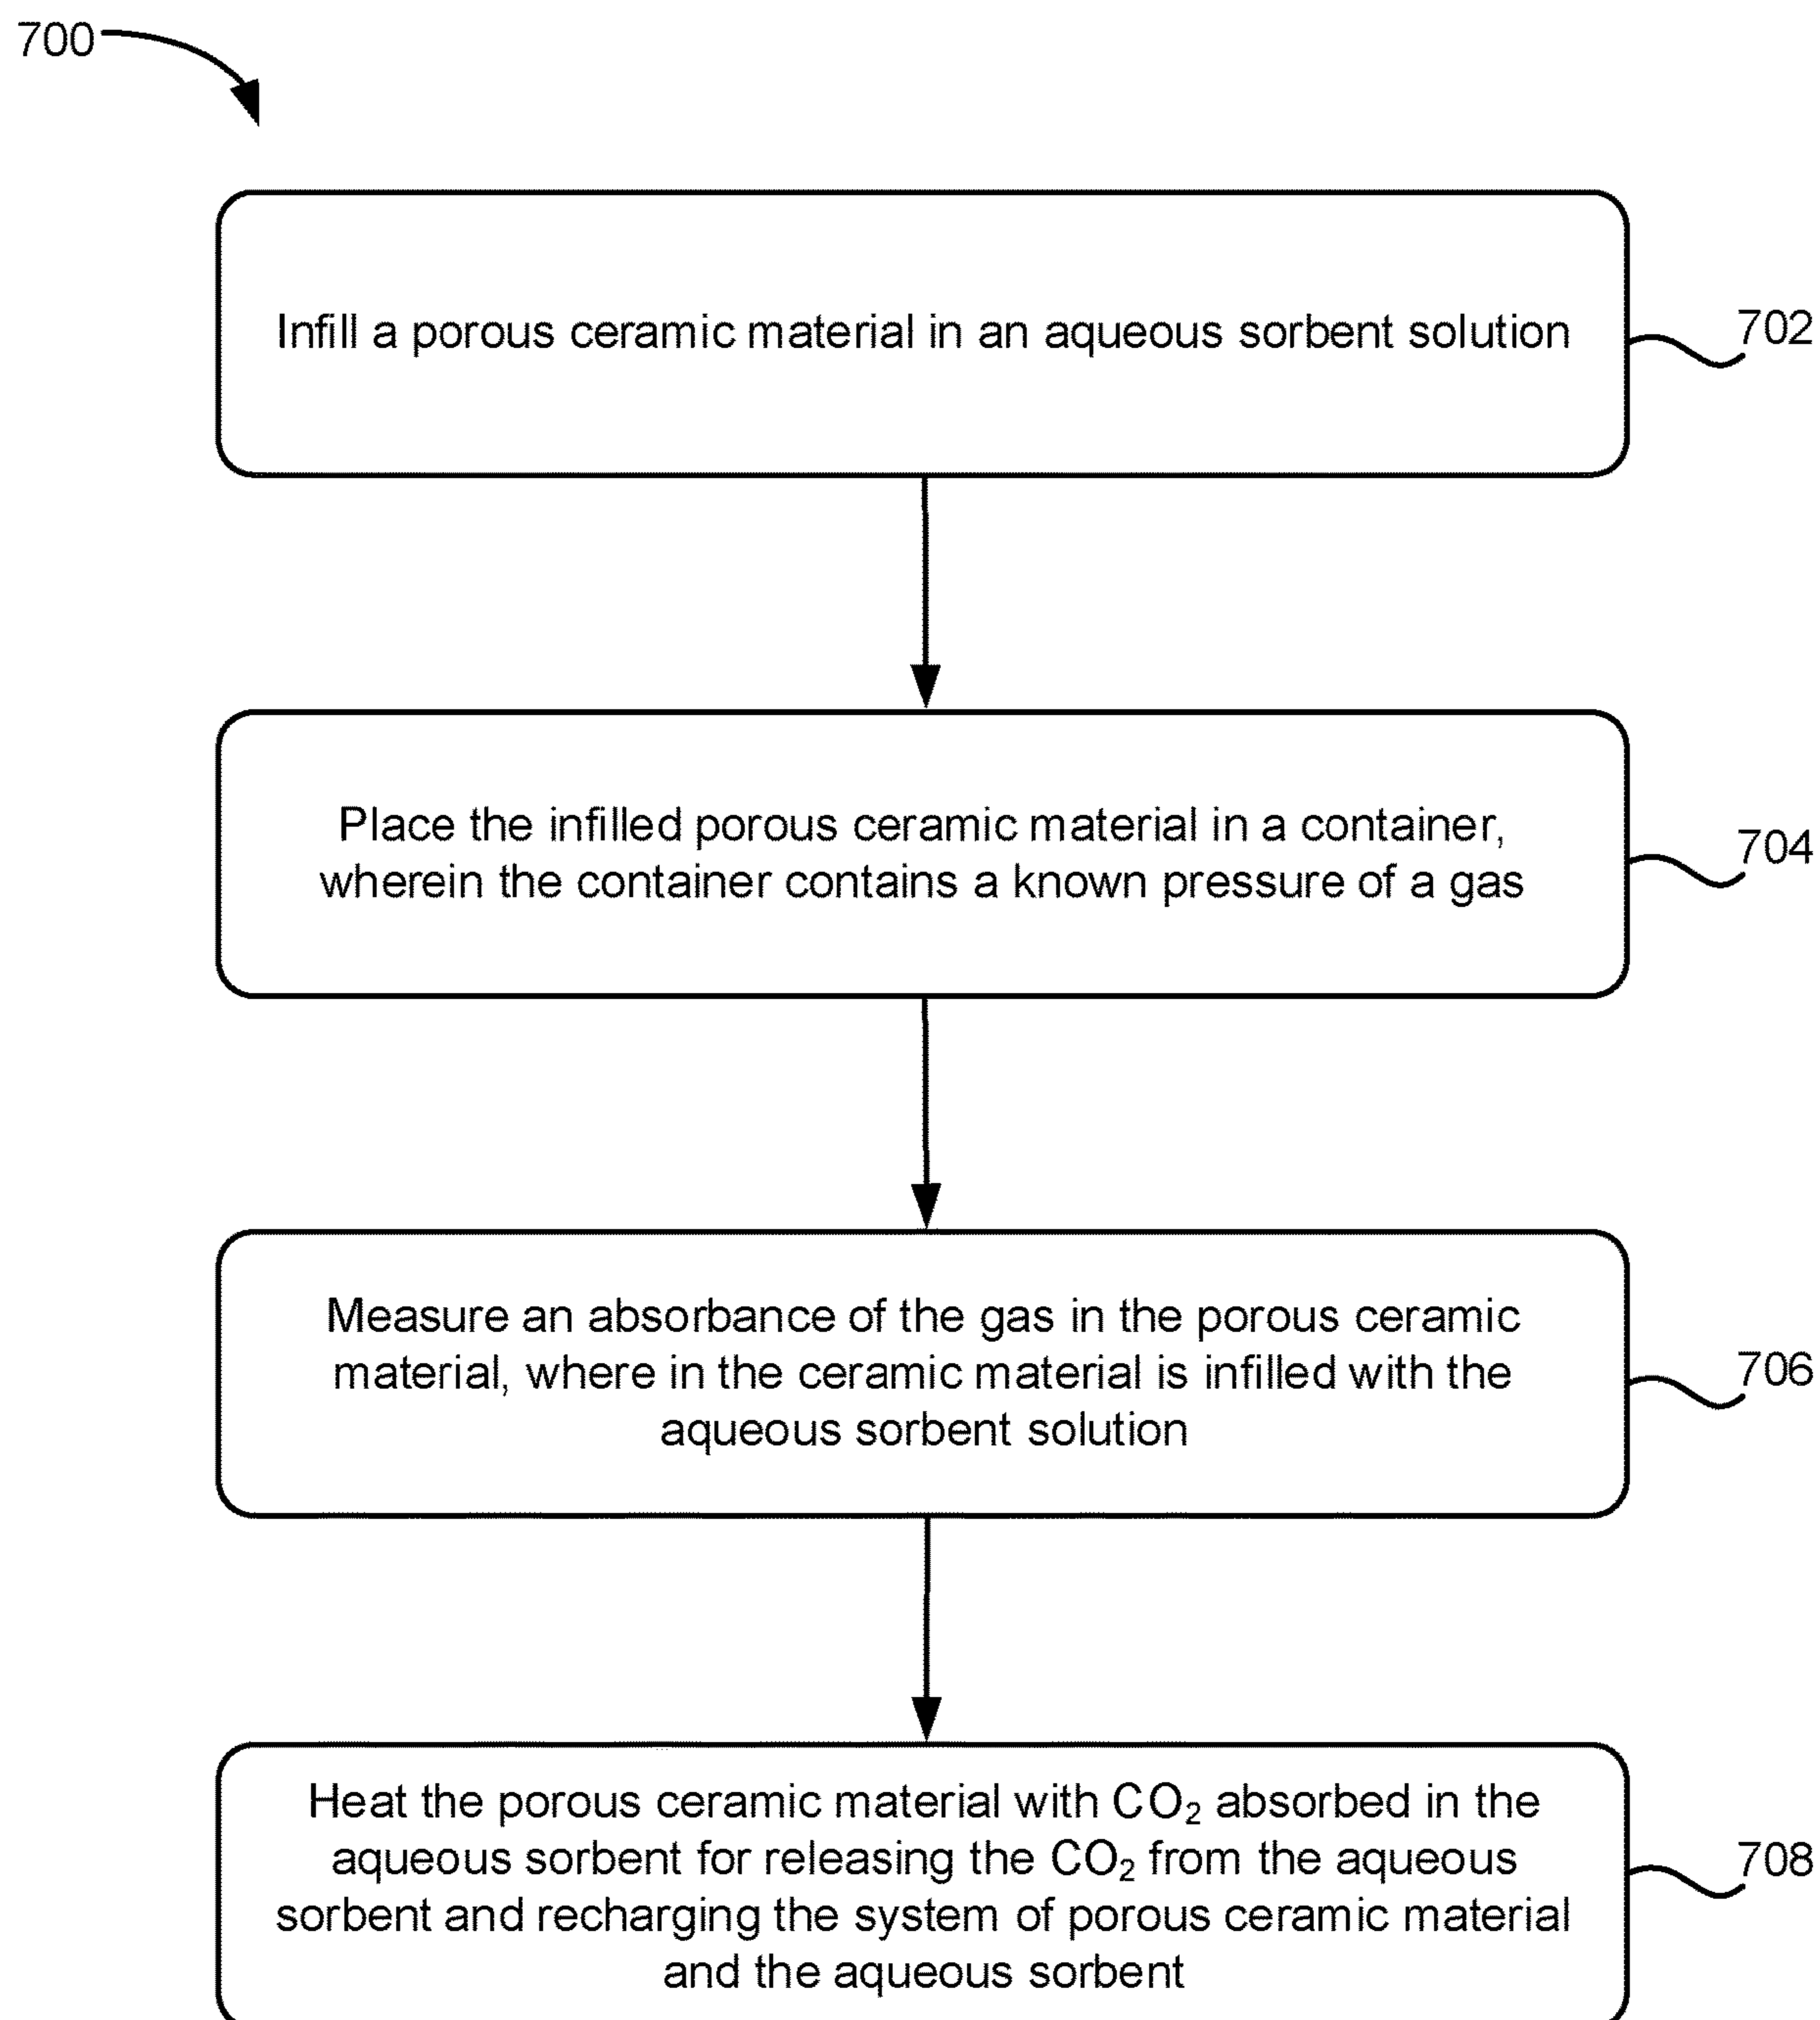 700
Infill a porous ceramic material in an aqueous sorbent solution
702
Place the infilled porous ceramic material in a container,
wherein the container contains a known pressure of a gas
704
Measure an absorbance of the gas in the porous ceramic
material, where in the ceramic material is infilled with the
aqueous sorbent solution
706
Heat the porous ceramic material with CO₂ absorbed in the
aqueous sorbent for releasing the CO₂ from the aqueous
sorbent and recharging the system of porous ceramic material
and the aqueous sorbent
708